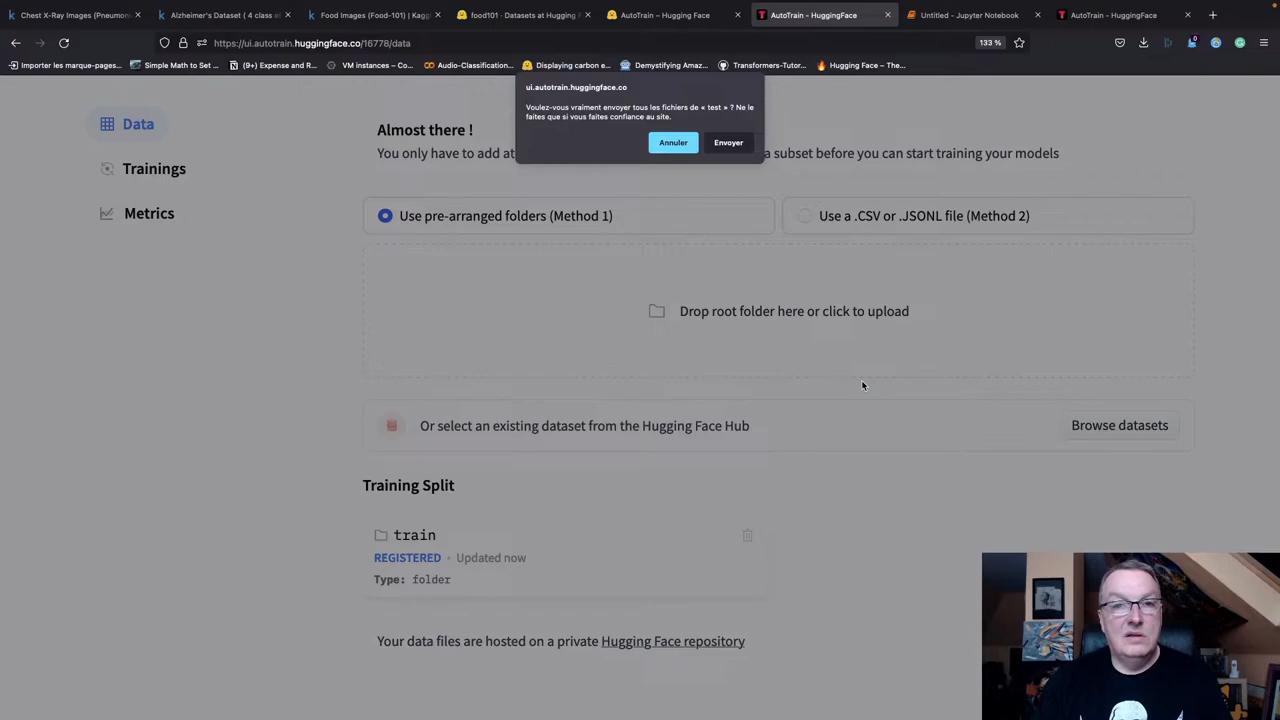 Chest X-Ray Images (Pneumon
Alzheimer's Dataset ( 4 class of
Food Images (Food-101) | Kagg
food101 · Datasets at Hugging F
AutoTrain – Hugging Face
AutoTrain - HuggingFace
Untitled - Jupyter Notebook
AutoTrain - HuggingFace
https://ui.autotrain.huggingface.co/16778/data
133 %
Importer les marque-pages...
Simple Math to Set ...
(9+) Expense and R...
VM instances – Co...
Audio-Classification...
Displaying carbon e...
Demystifying Amaz...
Transformers-Tutor...
Hugging Face – The...
ui.autotrain.huggingface.co
Voulez-vous vraiment envoyer tous les fichiers de « test » ? Ne le
faites que si vous faites confiance au site.
Annuler
Envoyer
Data
Trainings
Metrics
Almost there !
You only have to add at
a subset before you can start training your models
Use pre-arranged folders (Method 1)
Use a .CSV or .JSONL file (Method 2)
Drop root folder here or click to upload
Or select an existing dataset from the Hugging Face Hub
Browse datasets
Training Split
train
REGISTERED • Updated now
Type: folder
Your data files are hosted on a private Hugging Face repository